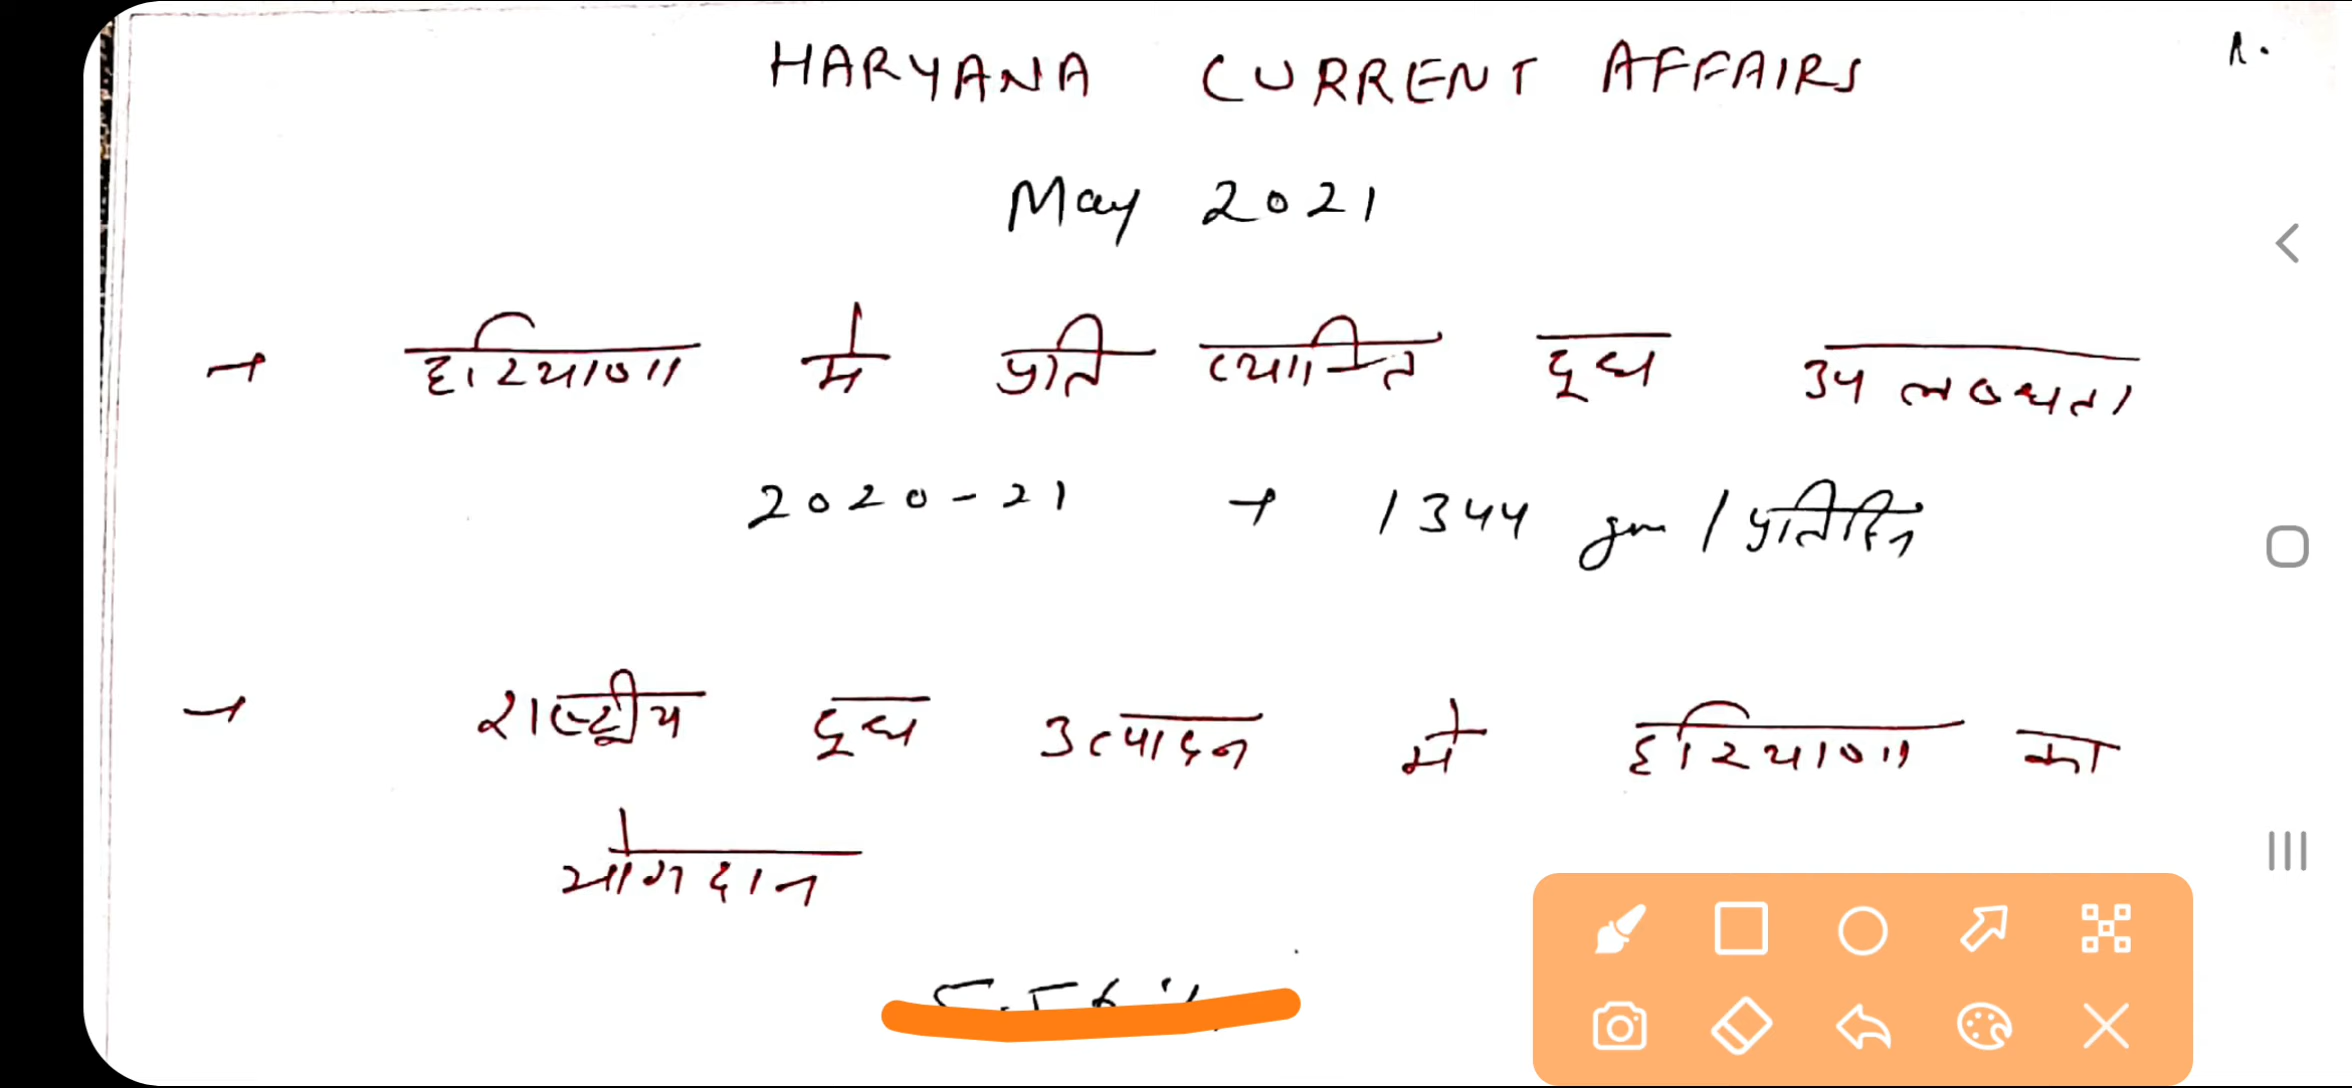 HARYANA CURRENT AFFAIRS
May 2021
→ हरियाणा में प्रति व्यक्ति दूध उपलब्धता
2020-21 → 1344 gm / प्रतिदिन
→ राष्ट्रीय दूध उत्पादन में हरियाणा का
योगदान